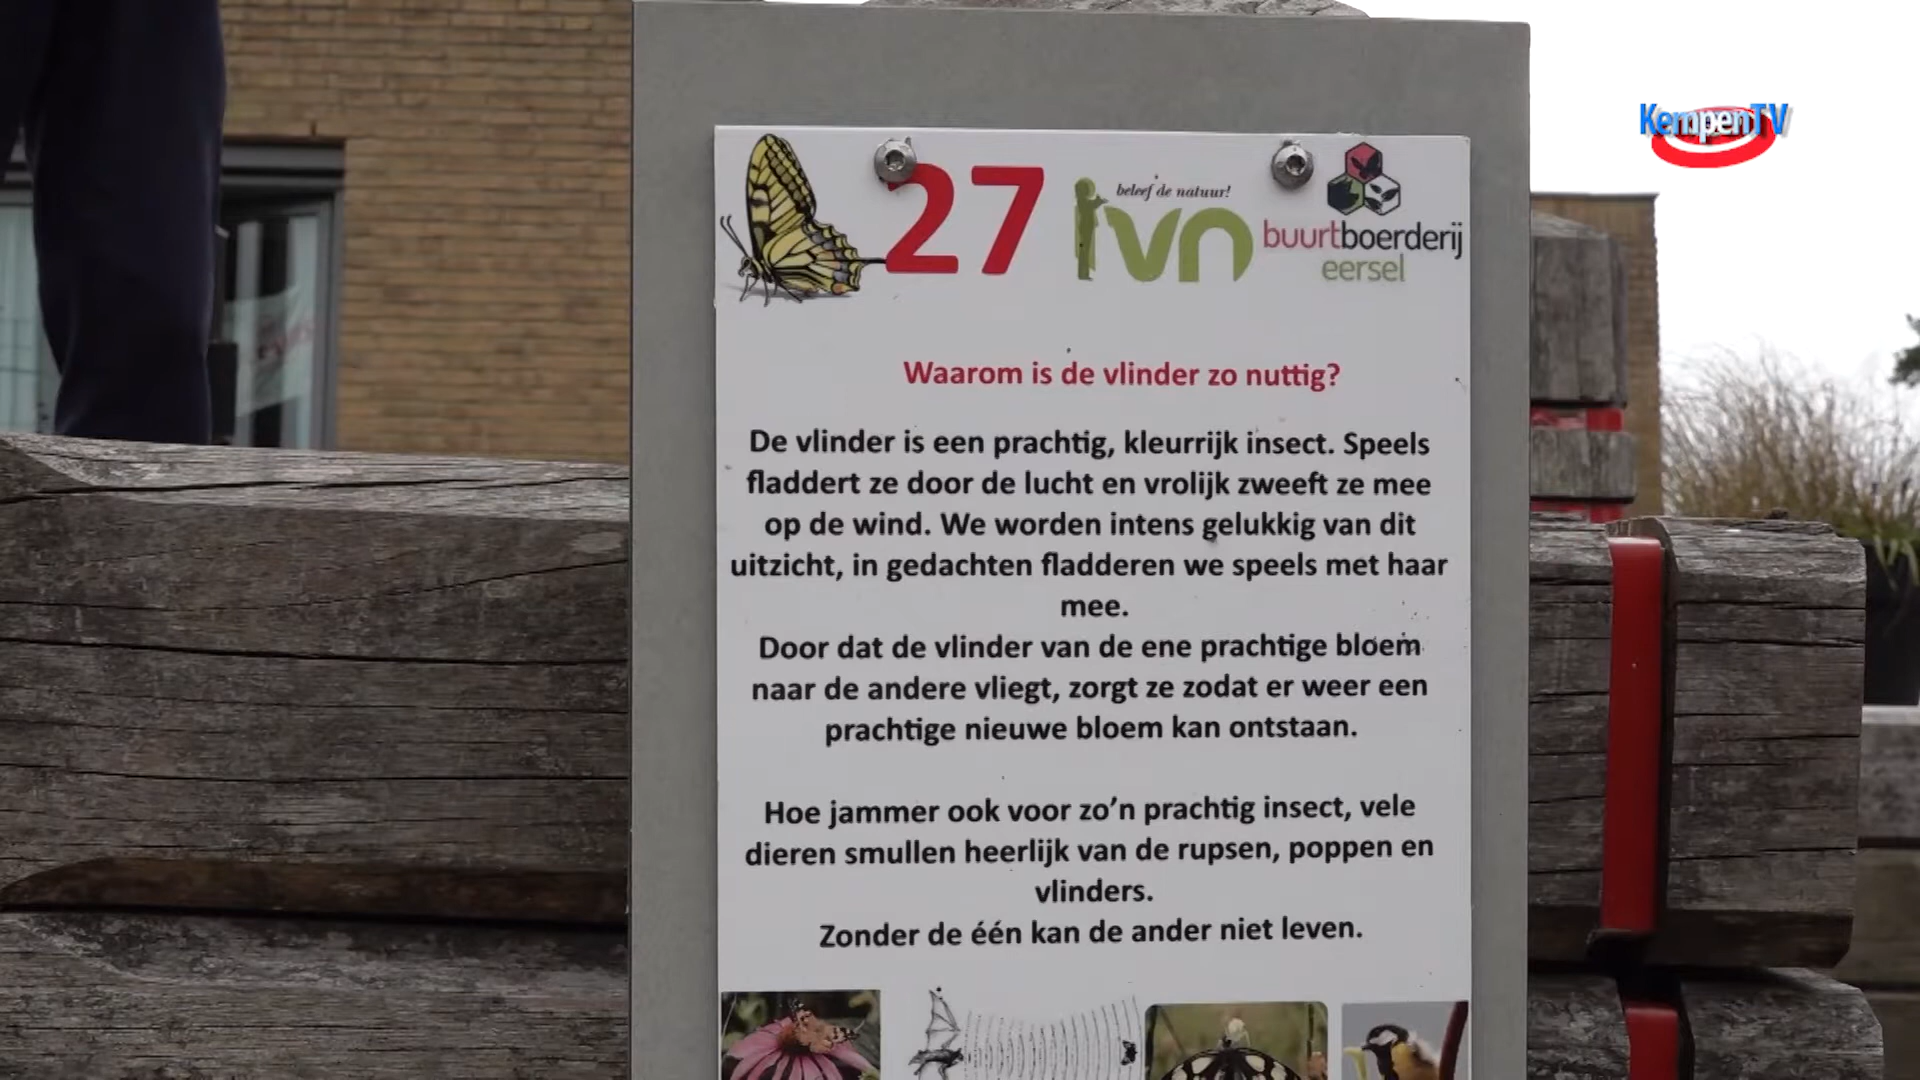 KempenTV
27
beleef de natuur!
ivn
buurtboerderij
eersel
Waarom is de vlinder zo nuttig?
De vlinder is een prachtig, kleurrijk insect. Speels
fladdert ze door de lucht en vrolijk zweeft ze mee
op de wind. We worden intens gelukkig van dit
uitzicht, in gedachten fladderen we speels met haar
mee.
Door dat de vlinder van de ene prachtige bloem
naar de andere vliegt, zorgt ze zodat er weer een
prachtige nieuwe bloem kan ontstaan.
Hoe jammer ook voor zo'n prachtig insect, vele
dieren smullen heerlijk van de rupsen, poppen en
vlinders.
Zonder de één kan de ander niet leven.